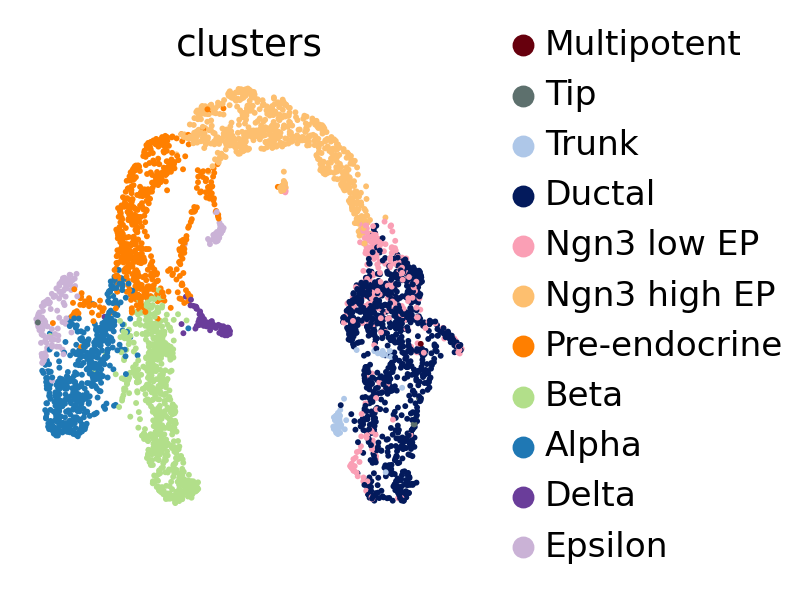 clusters
Multipotent
Tip
Trunk
Ductal
Ngn3 low EP
Ngn3 high EP
Pre-endocrine
Beta
Alpha
Delta
Epsilon